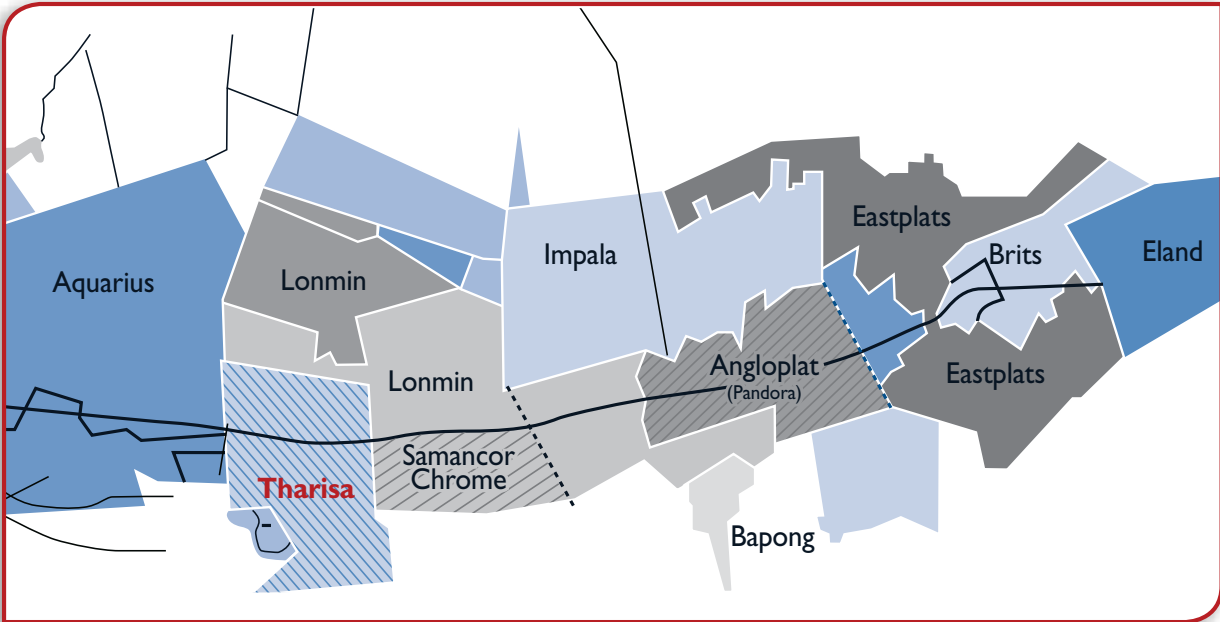 Eastplats
Impala
Brits
Eland
Aquarius
Lonmin
Angloplat
(Pandora)
Eastplats
Lonmin
Samancor
Chrome
Tharisa
Bapong